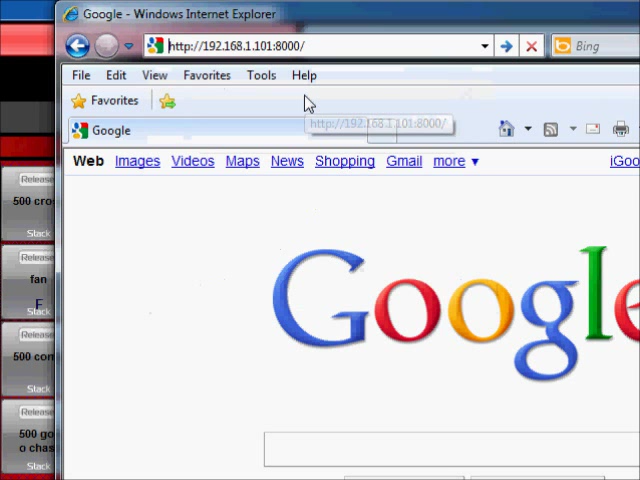 Google - Windows Internet Explorer
http://192.168.1.101:8000/
Bing
File Edit View Favorites Tools Help
Favorites
http://192.168.1.101:8000/
Google
Web Images Videos Maps News Shopping Gmail more ▼ iGoo
Google
Release
500 cros
Stack
Release
fan
F
Stack
Release
500 con
Stack
Release
500 go
o chas
Stack